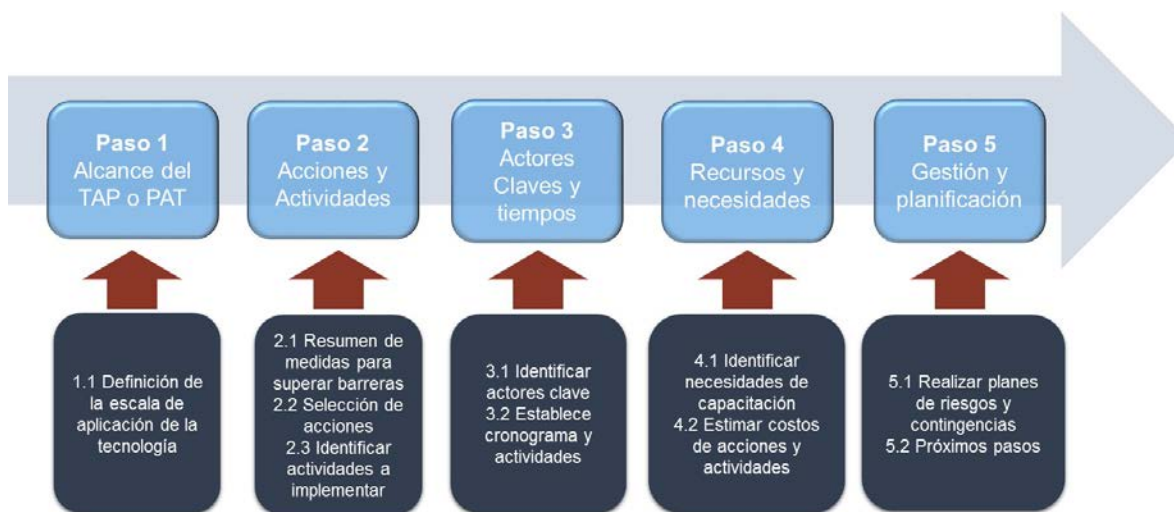 Paso 1
Alcance del
TAP o PAT
Paso 2
Acciones y
Actividades
Paso 3
Actores
Claves y
tiempos
Paso 4
Recursos y
necesidades
Paso 5
Gestión y
planificación
1.1 Definición de
la escala de
aplicación de la
tecnología
2.1 Resumen de
medidas para
superar barreras
2.2 Selección de
acciones
2.3 Identificar
actividades a
implementar
3.1 Identificar
actores clave
3.2 Establece
cronograma y
actividades
4.1 Identificar
necesidades de
capacitación
4.2 Estimar costos
de acciones y
actividades
5.1 Realizar planes
de riesgos y
contingencias
5.2 Próximos pasos